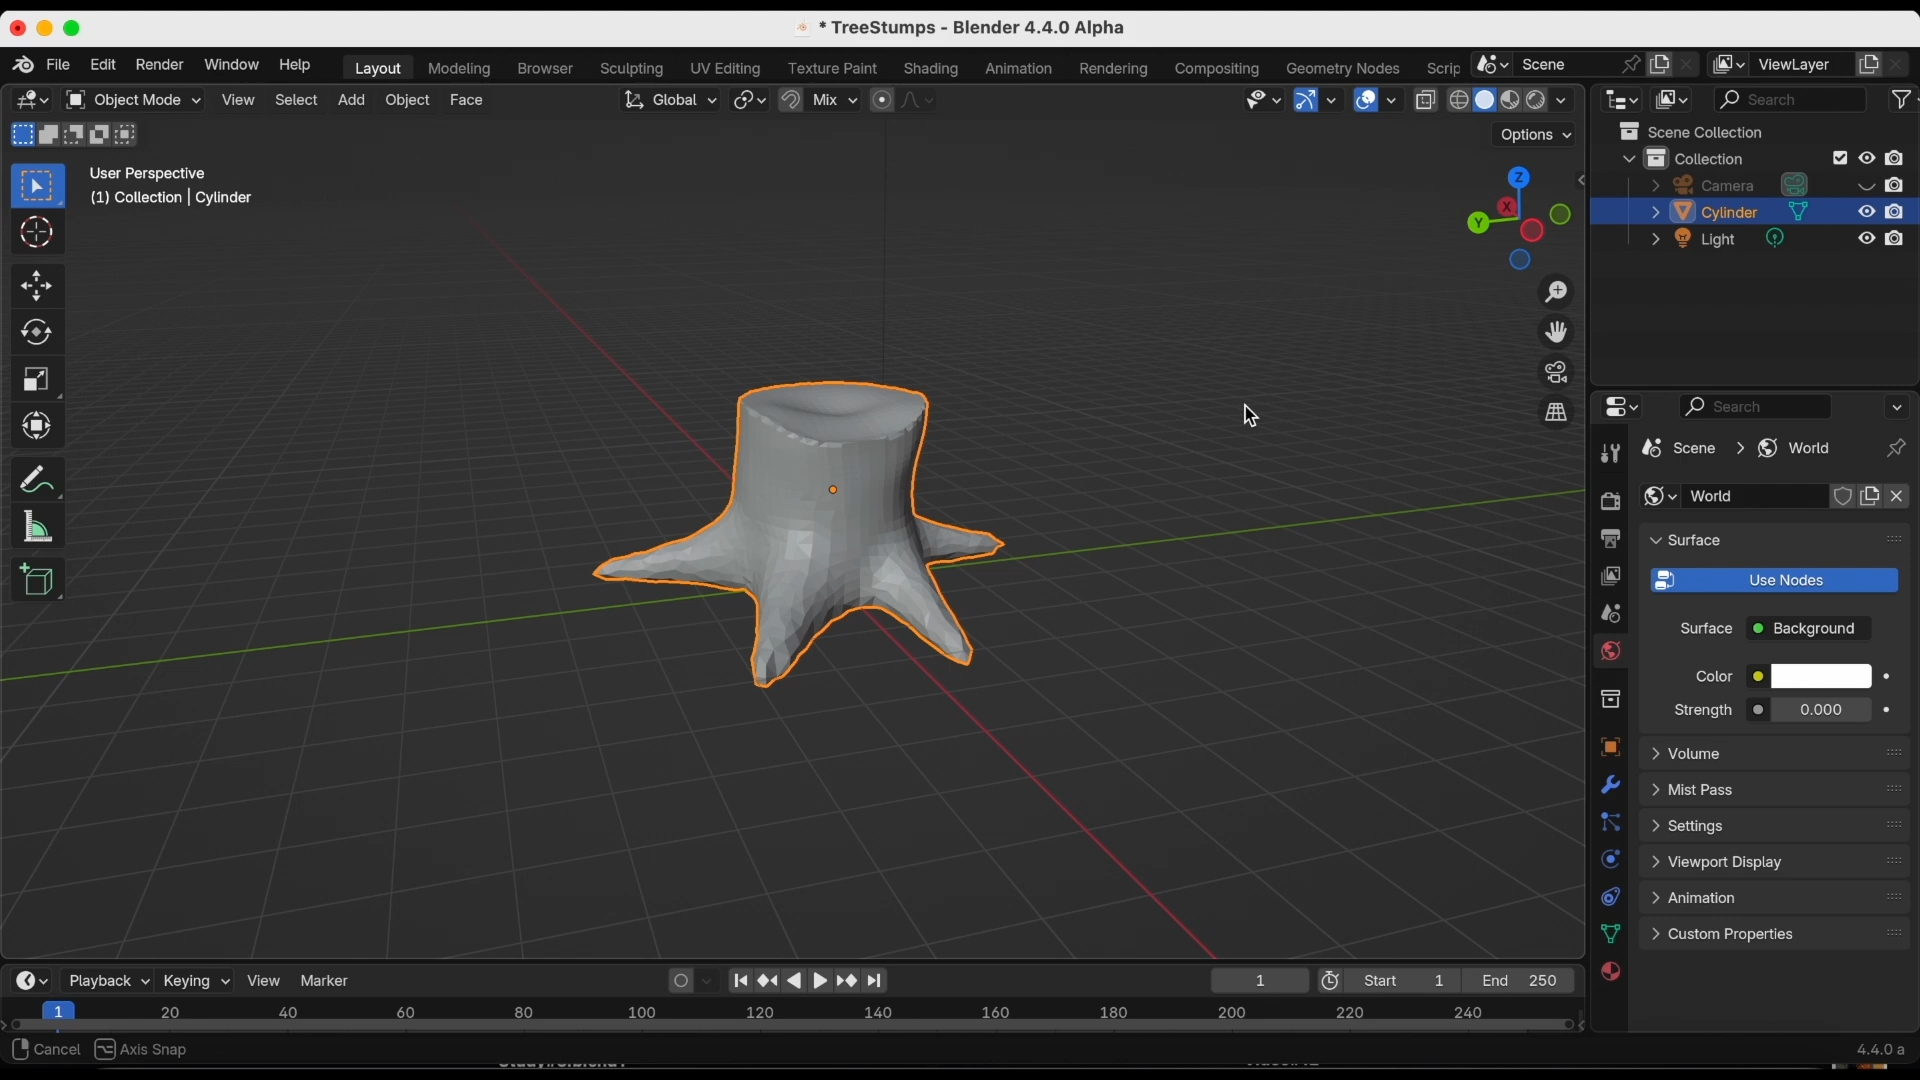 * TreeStumps - Blender 4.4.0 Alpha
File Edit Render Window Help Layout Modeling Browser Sculpting UV Editing Texture Paint Shading Animation Rendering Compositing Geometry Nodes Scrip Scene ViewLayer
Object Mode View Select Add Object Face Global Mix Search
Options
Scene Collection
Collection
Camera
Cylinder
Light
User Perspective
(1) Collection | Cylinder
Z
X
Y
Search
Scene > World
World
Surface
Use Nodes
Surface Background
Color
Strength 0.000
Volume
Mist Pass
Settings
Viewport Display
Animation
Custom Properties
Playback Keying View Marker 1 Start 1 End 250
1 20 40 60 80 100 120 140 160 180 200 220 240
Cancel Axis Snap 4.4.0 a